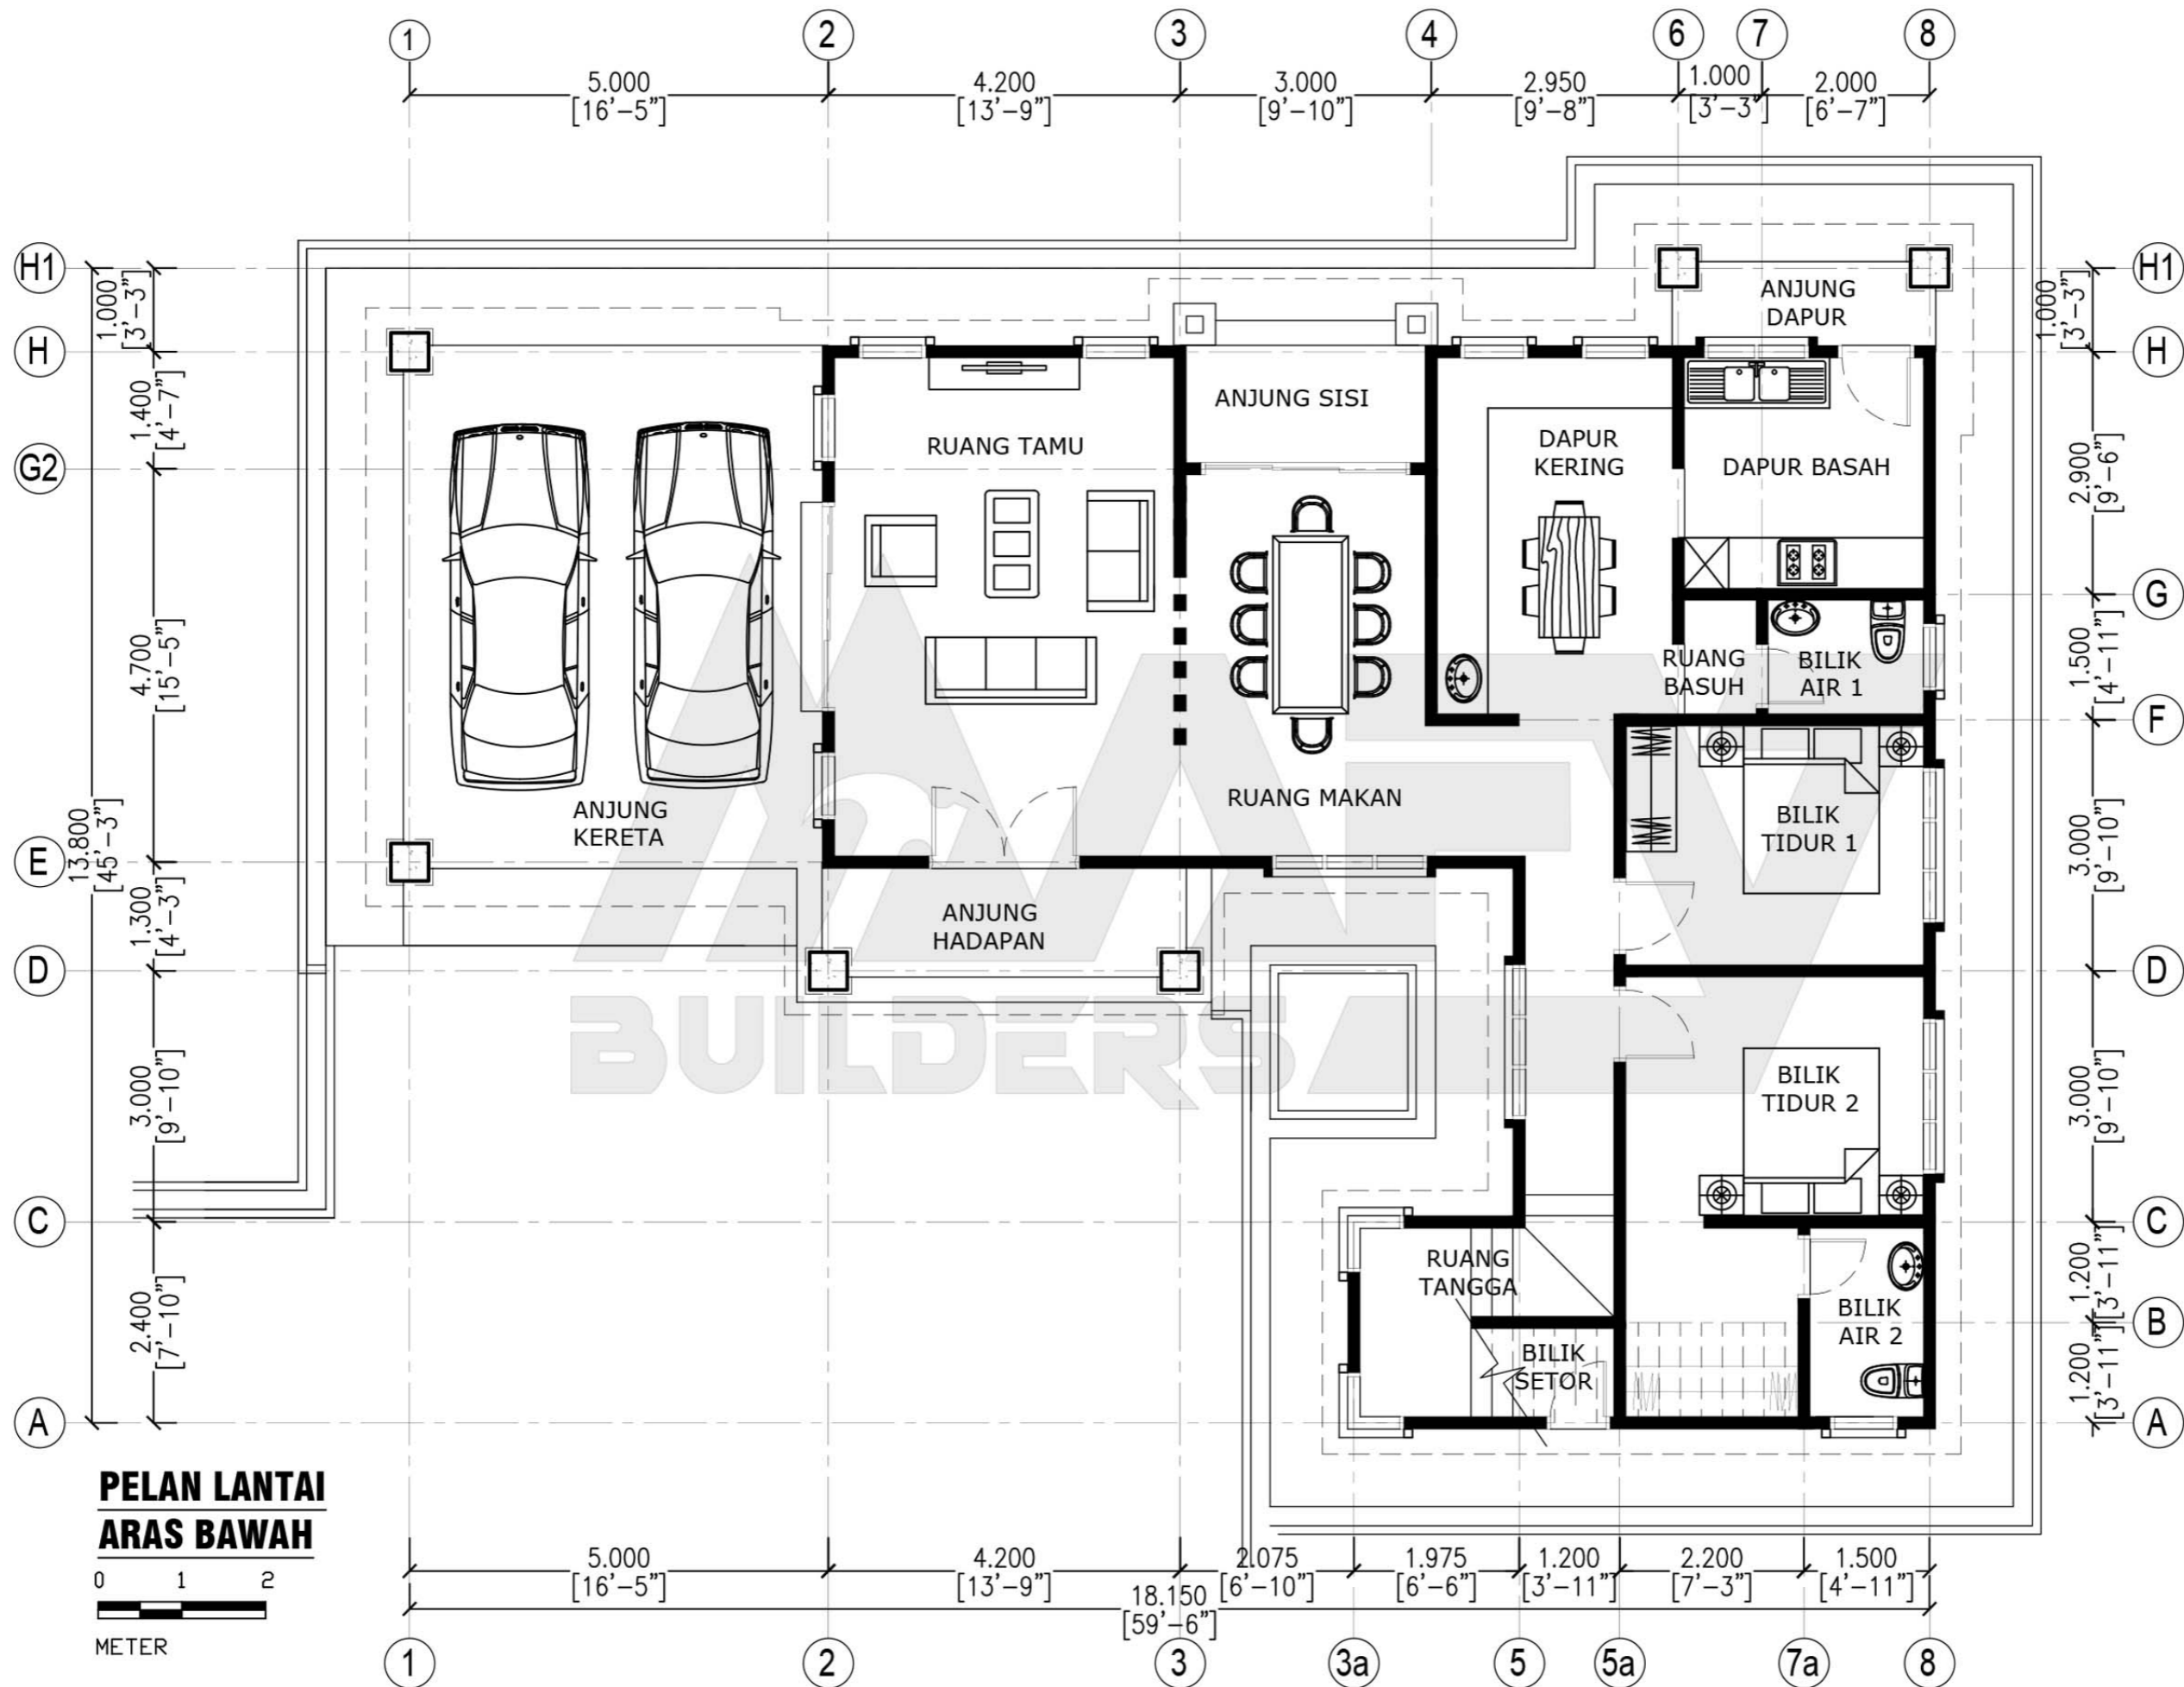 1 2 3 4 6 7 8
5.000 4.200 3.000 2.950 1.000 2.000
[16'-5"] [13'-9"] [9'-10"] [9'-8"] [3'-3"] [6'-7"]
H1 H1
1.000 1.000
[3'-3"] [3'-3"]
ANJUNG
DAPUR
H H
1.400
[4'-7"]
ANJUNG SISI
RUANG TAMU
DAPUR
KERING
DAPUR BASAH
2.900
[9'-6"]
G2
G
4.700
[15'-5"]
RUANG
BASUH
BILIK
AIR 1
1.500
[4'-11"]
F
ANJUNG
KERETA
RUANG MAKAN
BILIK
TIDUR 1
3.000
[9'-10"]
13.800
[45'-3"]
E
1.300
[4'-3"]
ANJUNG
HADAPAN
D D
BUILDERS
3.000
[9'-10"]
BILIK
TIDUR 2
3.000
[9'-10"]
C C
RUANG
TANGGA
2.400
[7'-10"]
1.200
[3'-11"]
BILIK
AIR 2
B
BILIK
SETOR
1.200
[3'-11"]
A A
PELAN LANTAI
ARAS BAWAH
0 1 2
METER
5.000 4.200 2.075 1.975 1.200 2.200 1.500
[16'-5"] [13'-9"] [6'-10"] [6'-6"] [3'-11"] [7'-3"] [4'-11"]
18.150
[59'-6"]
1 2 3 3a 5 5a 7a 8